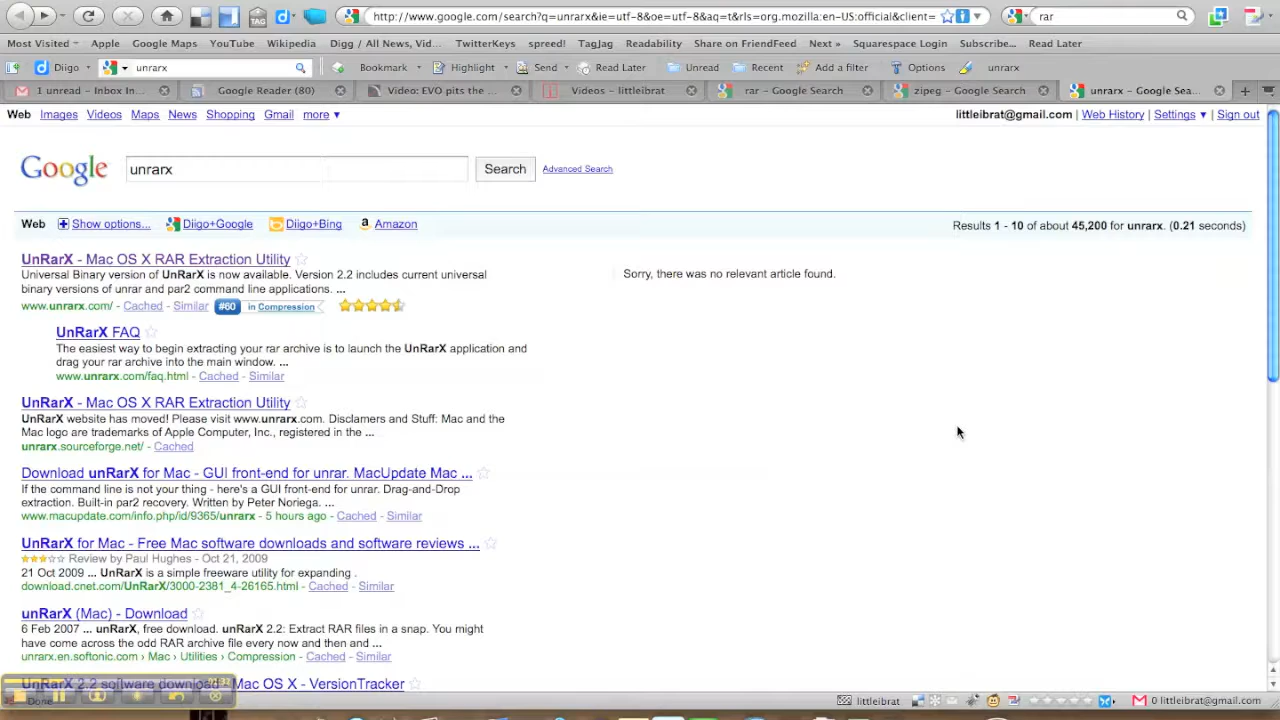 http://www.google.com/search?q=unrarx&ie=utf-8&oe=utf-8&aq=t&rls=org.mozilla:en-US:official&client= rar
Most Visited Apple Google Maps YouTube Wikipedia Digg / All News, Vid... TwitterKeys spreed! TagJag Readability Share on FriendFeed Next » Squarespace Login Subscribe... Read Later
Diigo unrarx Bookmark Highlight Send Read Later Unread Recent Add a filter Options unrarx
1 unread – Inbox In... Google Reader (80) Video: EVO pits the ... Videos – littleibrat rar – Google Search zipeg – Google Search unrarx – Google Sea...
Web Images Videos Maps News Shopping Gmail more ▼ littleibrat@gmail.com | Web History | Settings ▼ | Sign out
Google unrarx Search Advanced Search
Web Show options... Diigo+Google Diigo+Bing Amazon Results 1 - 10 of about 45,200 for unrarx. (0.21 seconds)
UnRarX - Mac OS X RAR Extraction Utility
Universal Binary version of UnRarX is now available. Version 2.2 includes current universal
binary versions of unrar and par2 command line applications. ...
www.unrarx.com/ - Cached - Similar #60 in Compression
Sorry, there was no relevant article found.
UnRarX FAQ
The easiest way to begin extracting your rar archive is to launch the UnRarX application and
drag your rar archive into the main window. ...
www.unrarx.com/faq.html - Cached - Similar
UnRarX - Mac OS X RAR Extraction Utility
UnRarX website has moved! Please visit www.unrarx.com. Disclamers and Stuff: Mac and the
Mac logo are trademarks of Apple Computer, Inc., registered in the ...
unrarx.sourceforge.net/ - Cached
Download unRarX for Mac - GUI front-end for unrar. MacUpdate Mac ...
If the command line is not your thing - here's a GUI front-end for unrar. Drag-and-Drop
extraction. Built-in par2 recovery. Written by Peter Noriega. ...
www.macupdate.com/info.php/id/9365/unrarx - 5 hours ago - Cached - Similar
UnRarX for Mac - Free Mac software downloads and software reviews ...
Review by Paul Hughes - Oct 21, 2009
21 Oct 2009 ... UnRarX is a simple freeware utility for expanding .
download.cnet.com/UnRarX/3000-2381_4-26165.html - Cached - Similar
unRarX (Mac) - Download
6 Feb 2007 ... unRarX, free download. unRarX 2.2: Extract RAR files in a snap. You might
have come across the odd RAR archive file every now and then and ...
unrarx.en.softonic.com › Mac › Utilities › Compression - Cached - Similar
UnRarX 2.2 software download - Mac OS X - VersionTracker
Done littleibrat 0 littleibrat@gmail.com